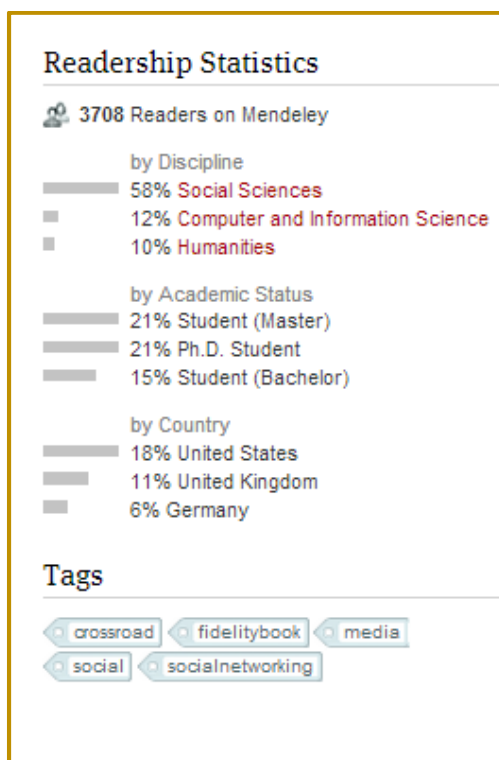 Readership Statistics
3708 Readers on Mendeley
by Discipline
58% Social Sciences
12% Computer and Information Science
10% Humanities
by Academic Status
21% Student (Master)
21% Ph.D. Student
15% Student (Bachelor)
by Country
18% United States
11% United Kingdom
6% Germany
Tags
crossroad fidelitybook media
social socialnetworking